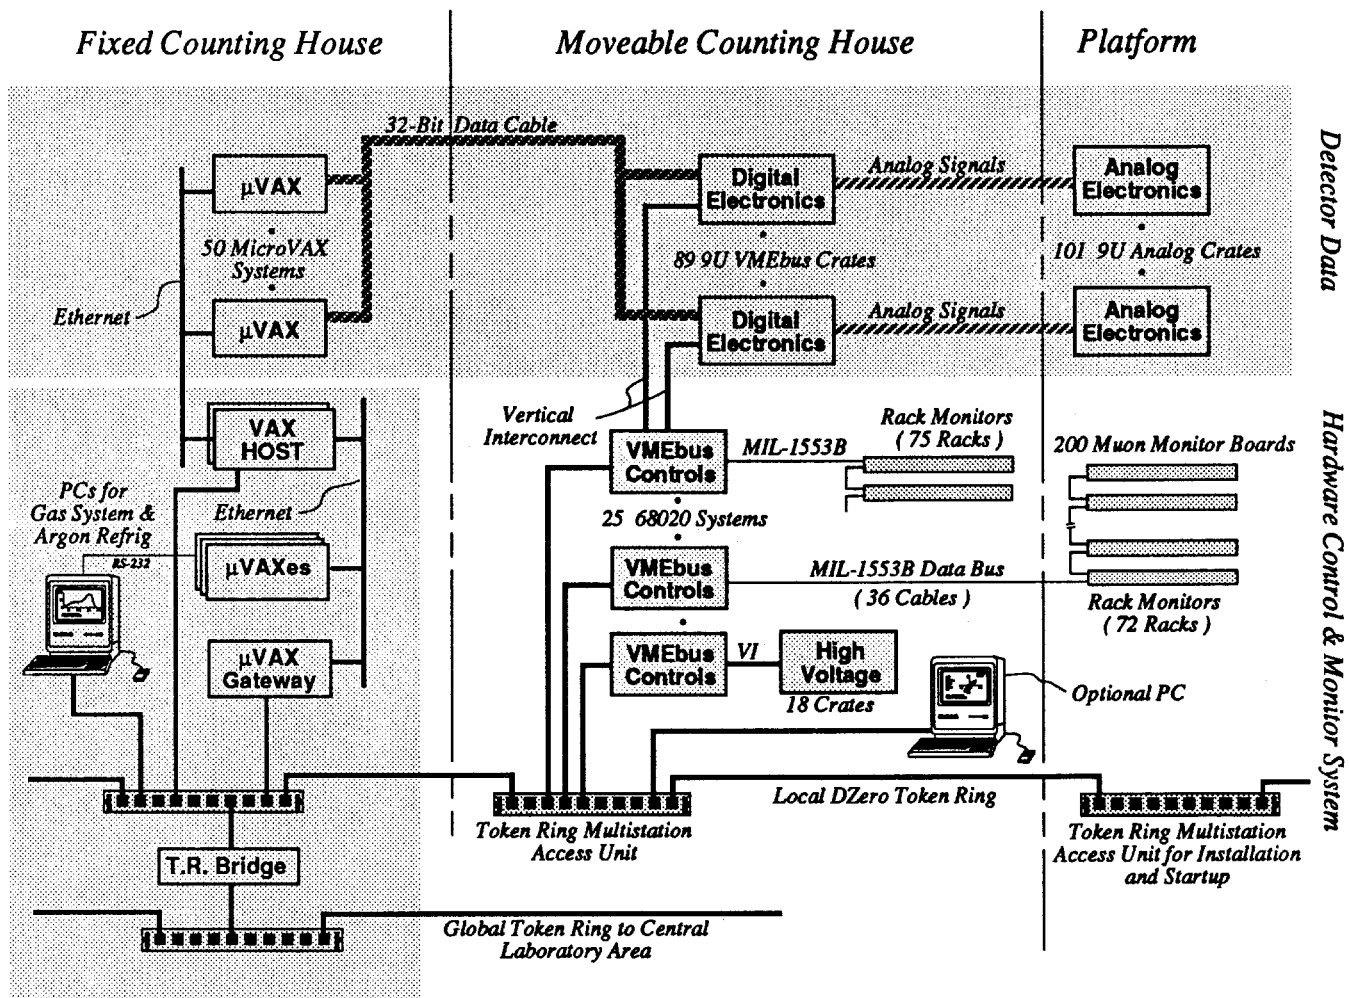 Fixed Counting House
Moveable Counting House
Platform
32-Bit Data Cable
µVAX
50 MicroVAX
Systems
µVAX
Ethernet
Digital
Electronics
89 9U VMEbus Crates
Digital
Electronics
Analog Signals
Analog Signals
Analog
Electronics
101 9U Analog Crates
Analog
Electronics
Detector Data
VAX
HOST
PCs for
Gas System &
Argon Refrig
RS-232
Ethernet
µVAXes
µVAX
Gateway
Vertical
Interconnect
VMEbus
Controls
MIL-1553B
Rack Monitors
( 75 Racks )
25 68020 Systems
VMEbus
Controls
MIL-1553B Data Bus
( 36 Cables )
VMEbus
Controls
VI
High
Voltage
18 Crates
200 Muon Monitor Boards
Rack Monitors
( 72 Racks )
Optional PC
Hardware Control & Monitor System
Token Ring Multistation
Access Unit
Local DZero Token Ring
Token Ring Multistation
Access Unit for Installation
and Startup
T.R. Bridge
Global Token Ring to Central
Laboratory Area